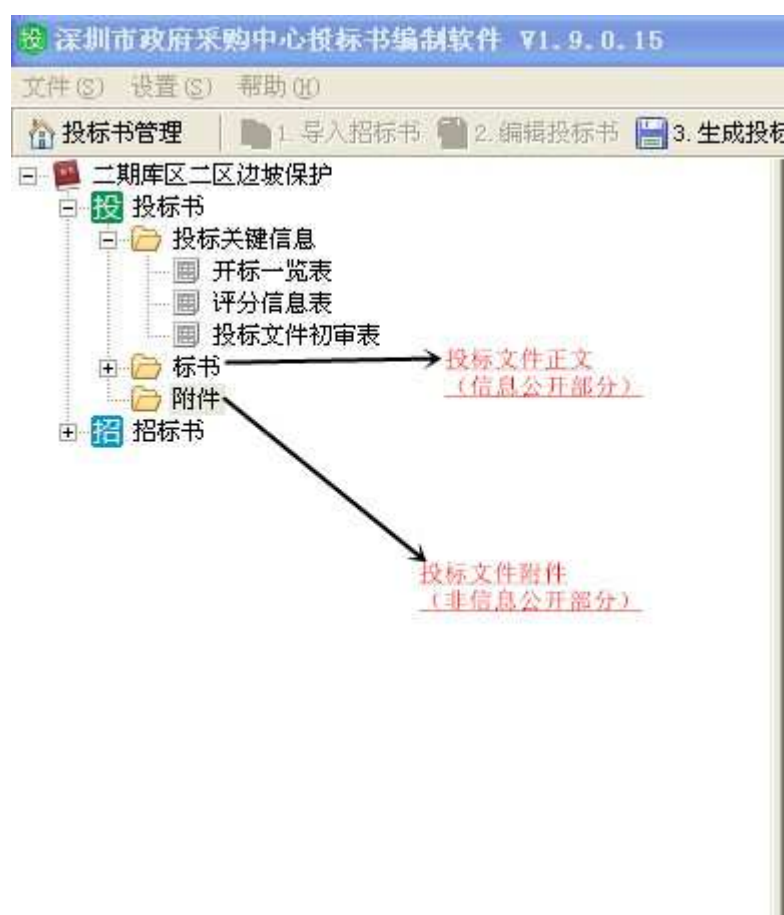 投 深圳市政府采购中心投标书编制软件 V1.9.0.15
文件(S) 设置(S) 帮助(H)
投标书管理 1.导入招标书 2.编辑投标书 3.生成投标
二期库区二区边坡保护
投 投标书
投标关键信息
开标一览表
评分信息表
投标文件初审表
标书
投标文件正文
（信息公开部分）
附件
招 招标书
投标文件附件
（非信息公开部分）